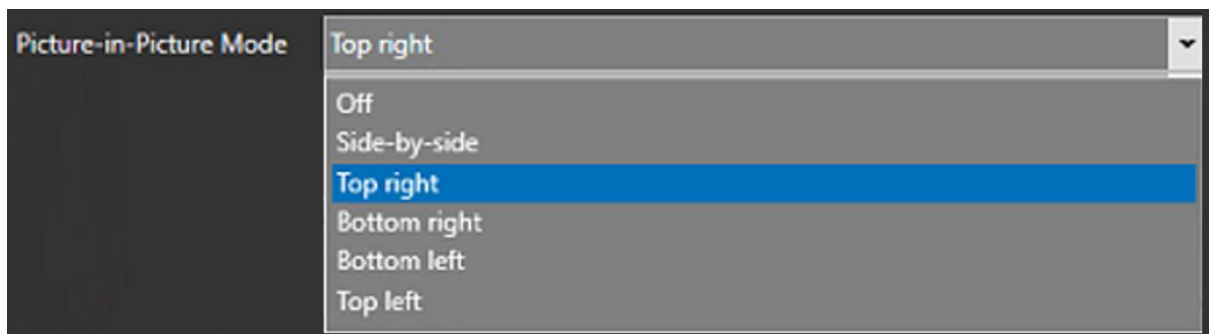 Picture-in-Picture Mode Top right
Off
Side-by-side
Top right
Bottom right
Bottom left
Top left